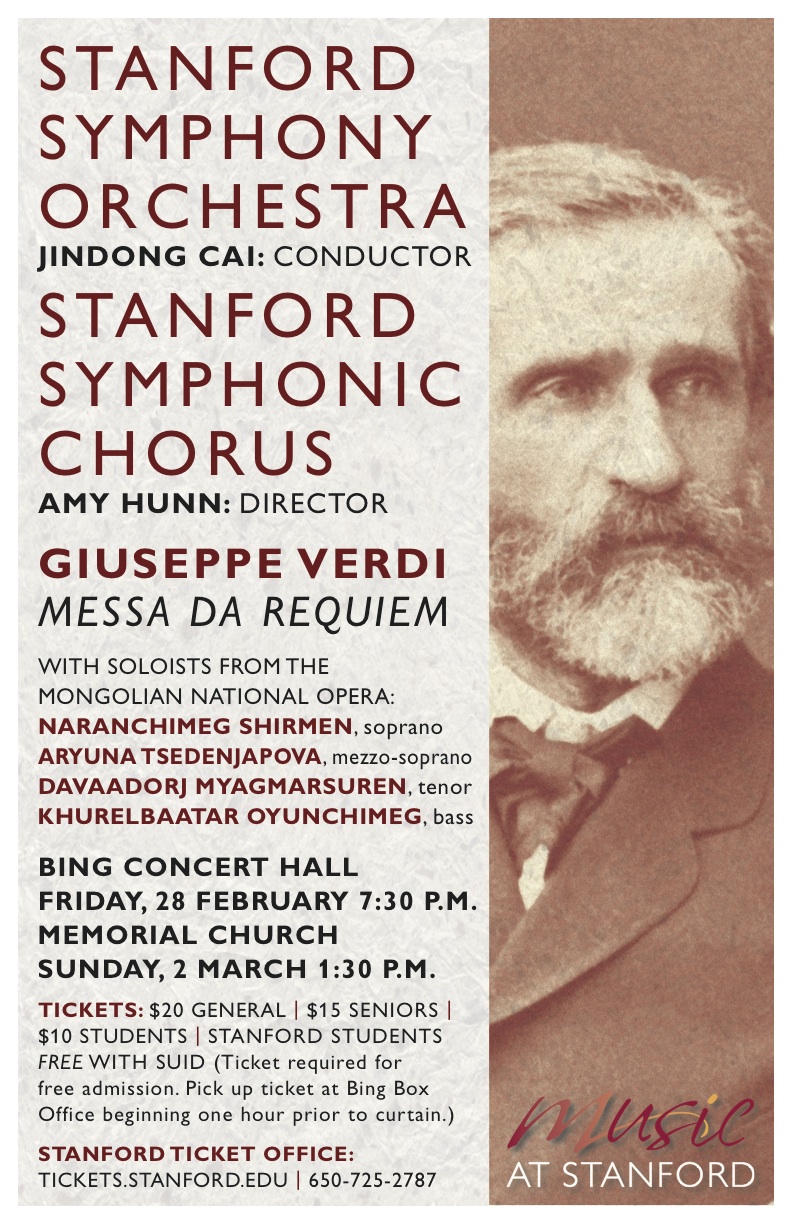 STANFORD
SYMPHONY
ORCHESTRA
JINDONG CAI: CONDUCTOR
STANFORD
SYMPHONIC
CHORUS
AMY HUNN: DIRECTOR
GIUSEPPE VERDI
MESSA DA REQUIEM
WITH SOLOISTS FROM THE
MONGOLIAN NATIONAL OPERA:
NARANCHIMEG SHIRMEN, soprano
ARYUNA TSEDENJAPOVA, mezzo-soprano
DAVAADORJ MYAGMARSUREN, tenor
KHURELBAATAR OYUNCHIMEG, bass
BING CONCERT HALL
FRIDAY, 28 FEBRUARY 7:30 P.M.
MEMORIAL CHURCH
SUNDAY, 2 MARCH 1:30 P.M.
TICKETS: $20 GENERAL | $15 SENIORS |
$10 STUDENTS | STANFORD STUDENTS
FREE WITH SUID (Ticket required for
free admission. Pick up ticket at Bing Box
Office beginning one hour prior to curtain.)
STANFORD TICKET OFFICE:
TICKETS.STANFORD.EDU | 650-725-2787
music
AT STANFORD